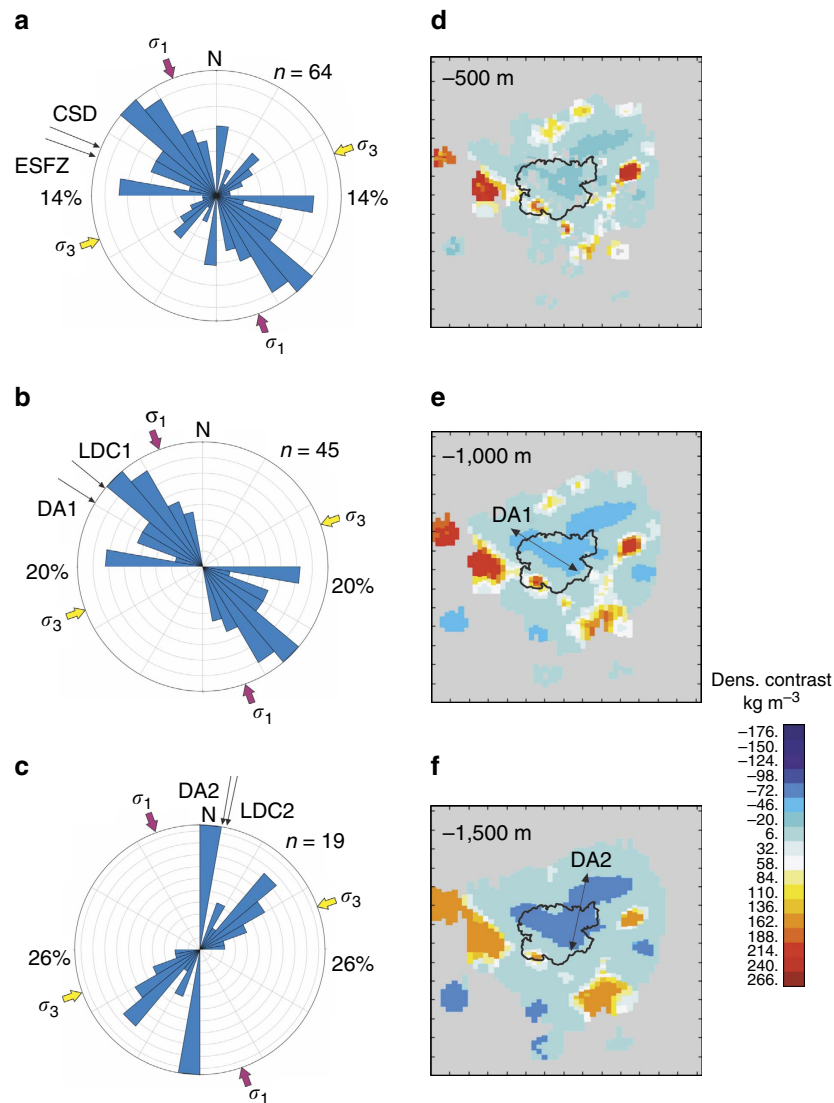 a
σ1
N
n = 64
CSD
ESFZ
σ3
14%
14%
σ3
σ1
b
σ1
N
n = 45
LDC1
DA1
σ3
20%
20%
σ3
σ1
c
DA2
σ1
N
LDC2
n = 19
σ3
26%
26%
σ3
σ1
d
–500 m
e
–1,000 m
DA1
f
–1,500 m
DA2
Dens. contrast
kg m–3
–176.
–150.
–124.
–98.
–72.
–46.
–20.
6.
32.
58.
84.
110.
136.
162.
188.
214.
240.
266.